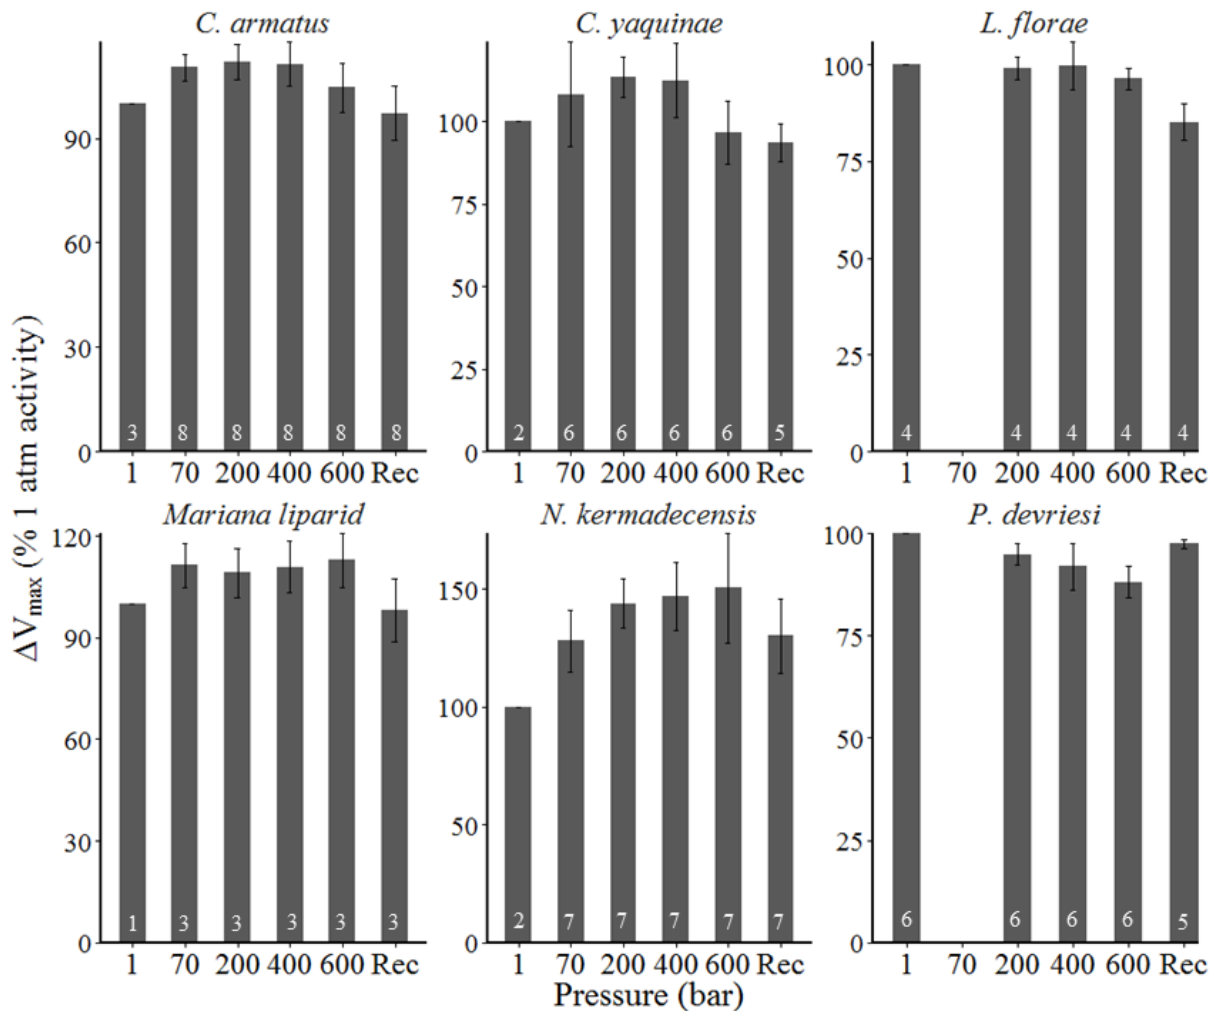 C. armatus
C. yaquinae
L. florae
ΔVmax (% 1 atm activity)
90
60
30
0
3 8 8 8 8 8
1 70 200 400 600 Rec
100
75
50
25
0
2 6 6 6 6 5
1 70 200 400 600 Rec
100
75
50
25
0
4 4 4 4 4
1 70 200 400 600 Rec
Mariana liparid
N. kermadecensis
P. devriesi
120
90
60
30
0
1 3 3 3 3 3
1 70 200 400 600 Rec
150
100
50
0
2 7 7 7 7 7
1 70 200 400 600 Rec
100
75
50
25
0
6 6 6 6 5
1 70 200 400 600 Rec
Pressure (bar)